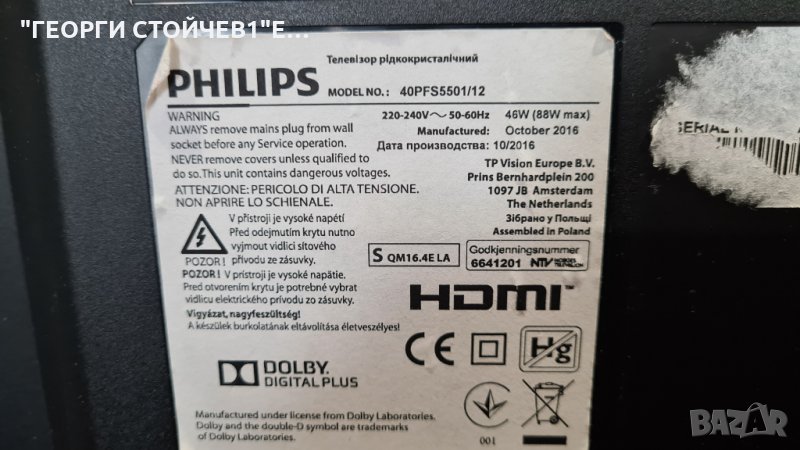 "ГЕОРГИ СТОЙЧЕВ1"Е...
Телевізор рідкокристалічний
PHILIPS MODEL NO.: 40PFS5501/12
WARNING
220-240V~ 50-60Hz 46W (88W max)
ALWAYS remove mains plug from wall
Manufactured: October 2016
socket before any Service operation.
Дата производства: 10/2016
NEVER remove covers unless qualified to
TP Vision Europe B.V.
do so. This unit contains dangerous voltages.
Prins Bernhardplein 200
ATTENZIONE: PERICOLO DI ALTA TENSIONE.
1097 JB Amsterdam
NON APRIRE LO SCHIENALE.
The Netherlands
Зібрано у Польщі
Assembled in Poland
V přístroji je vysoké napětí
Před odejmutím krytu nutno
vyjmout vidlici síťového
POZOR! přívodu ze zásuvky.
S QM16.4E LA
Godkjenningsnummer
6641201 NTV
POZOR! V prístroji je vysoké napätie.
Pred otvorením krytu je potrebné vybrat
vidlicu elektrického prívodu zo zásuvky.
Vigyázat, nagyfeszültség!
A készülék burkolatának eltávolítása életveszélyes!
HDMI™
CE
Hg
DOLBY.
DIGITAL PLUS
Manufactured under license from Dolby Laboratories.
Dolby and the double-D symbol are trademarks
of Dolby Laboratories.
001
SERIAL
BAZAR